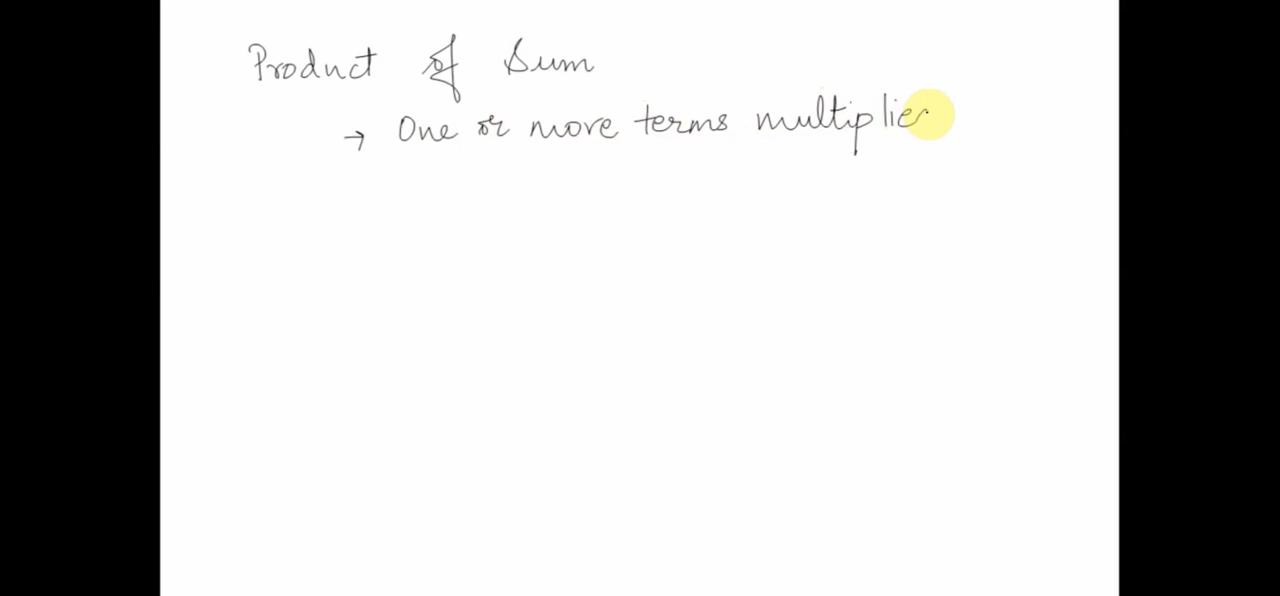 Product of Sum
→ One or more terms multiplie